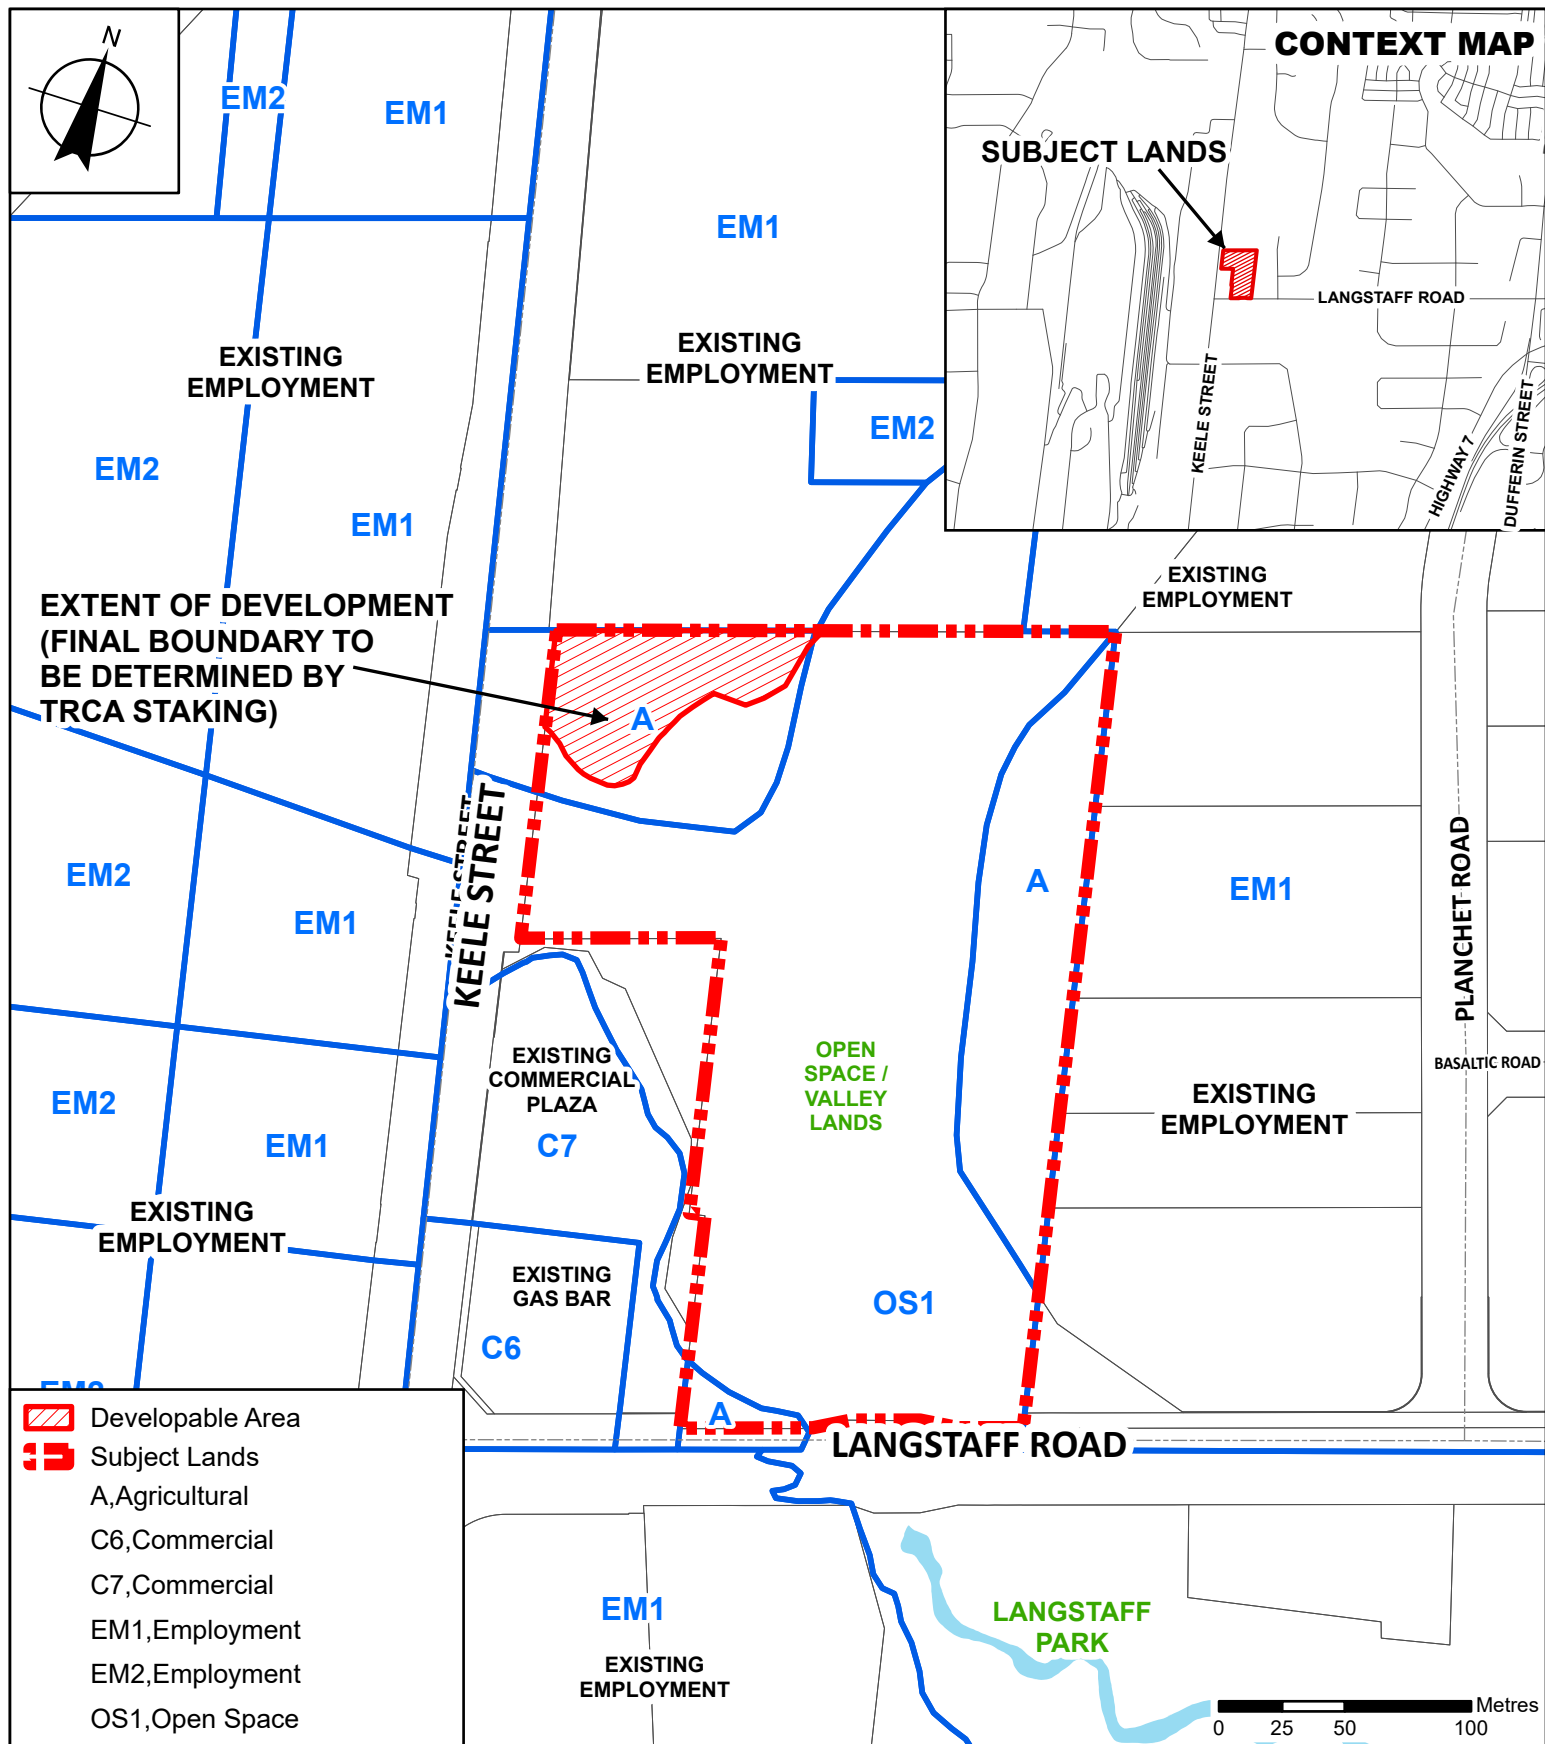 N
CONTEXT MAP
SUBJECT LANDS
LANGSTAFF ROAD
KEELE STREET
HIGHWAY 7
DUFFERIN STREET
EM2
EM1
EM1
EXISTING
EMPLOYMENT
EXISTING
EMPLOYMENT
EM2
EM2
EM1
EXTENT OF DEVELOPMENT
(FINAL BOUNDARY TO
BE DETERMINED BY
TRCA STAKING)
EXISTING
EMPLOYMENT
A
KEELE STREET
KEELE STREET
EM2
EM1
A
EM1
PLANCHET ROAD
BASALTIC ROAD
EXISTING
COMMERCIAL
PLAZA
C7
OPEN
SPACE /
VALLEY
LANDS
EXISTING
EMPLOYMENT
EM2
EM1
EXISTING
EMPLOYMENT
EXISTING
GAS BAR
C6
OS1
EM2
A
LANGSTAFF ROAD
Developable Area
Subject Lands
A,Agricultural
C6,Commercial
C7,Commercial
EM1,Employment
EM2,Employment
OS1,Open Space
EM1
EXISTING
EMPLOYMENT
LANGSTAFF
PARK
Metres
0 25 50 100